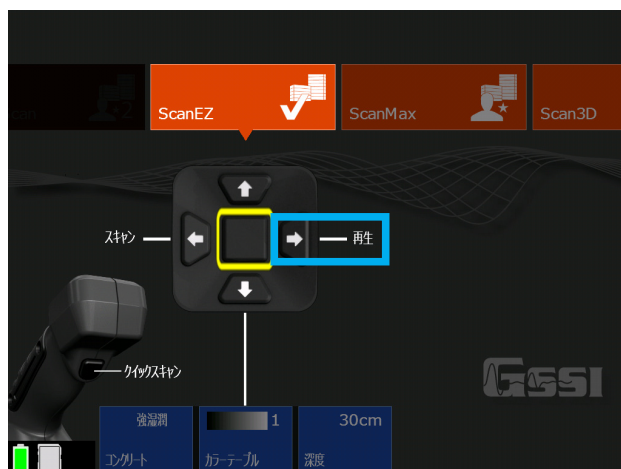 can
2
ScanEZ
ScanMax
Scan3D
スキャン
再生
クイックスキャン
GSSI
強湿潤
コンクリート
1
カラーテーブル
30cm
深度